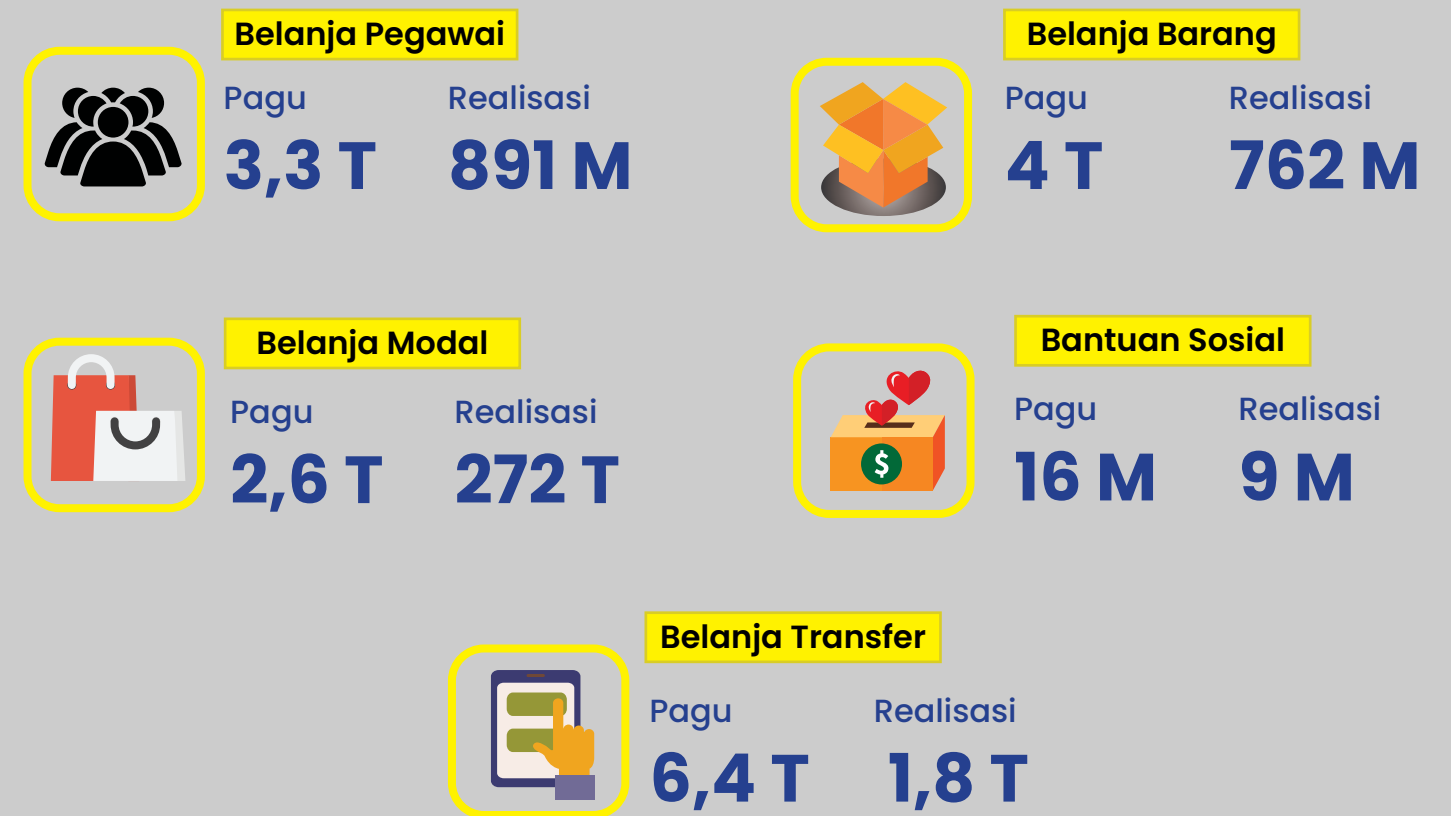 Belanja Pegawai
Pagu Realisasi
3,3 T 891 M
Belanja Barang
Pagu Realisasi
4 T 762 M
Belanja Modal
Pagu Realisasi
2,6 T 272 T
Bantuan Sosial
Pagu Realisasi
16 M 9 M
$
Belanja Transfer
Pagu Realisasi
6,4 T 1,8 T